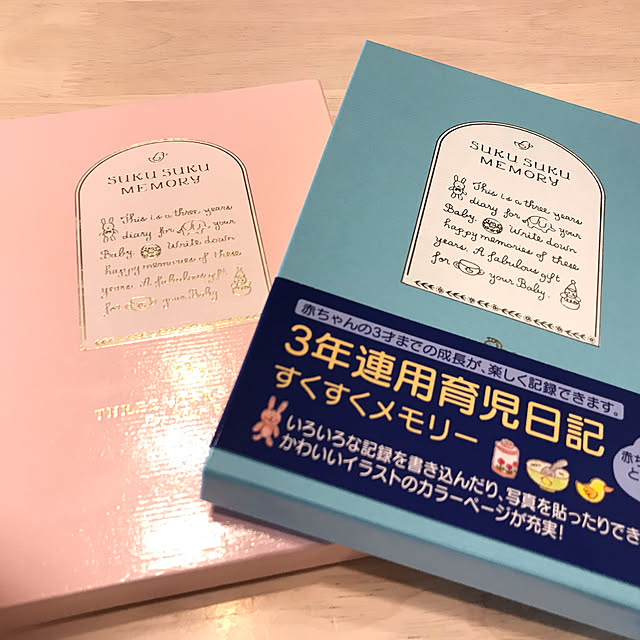 SUKU SUKU
MEMORY
This is a three years
diary for your
Baby. Write down
happy memories of these
years. A fabulous gift
for your Baby.
SUKU SUKU
MEMORY
This is a three years
diary for your
Baby. Write down
happy memories of these
years. A fabulous gift
for your Baby.
赤ちゃんの3才までの成長が、楽しく記録できます。
3年連用育児日記
すくすくメモリー
いろいろな記録を書き込んだり、写真を貼ったりでき
かわいいイラストのカラーページが充実!
赤ち
と